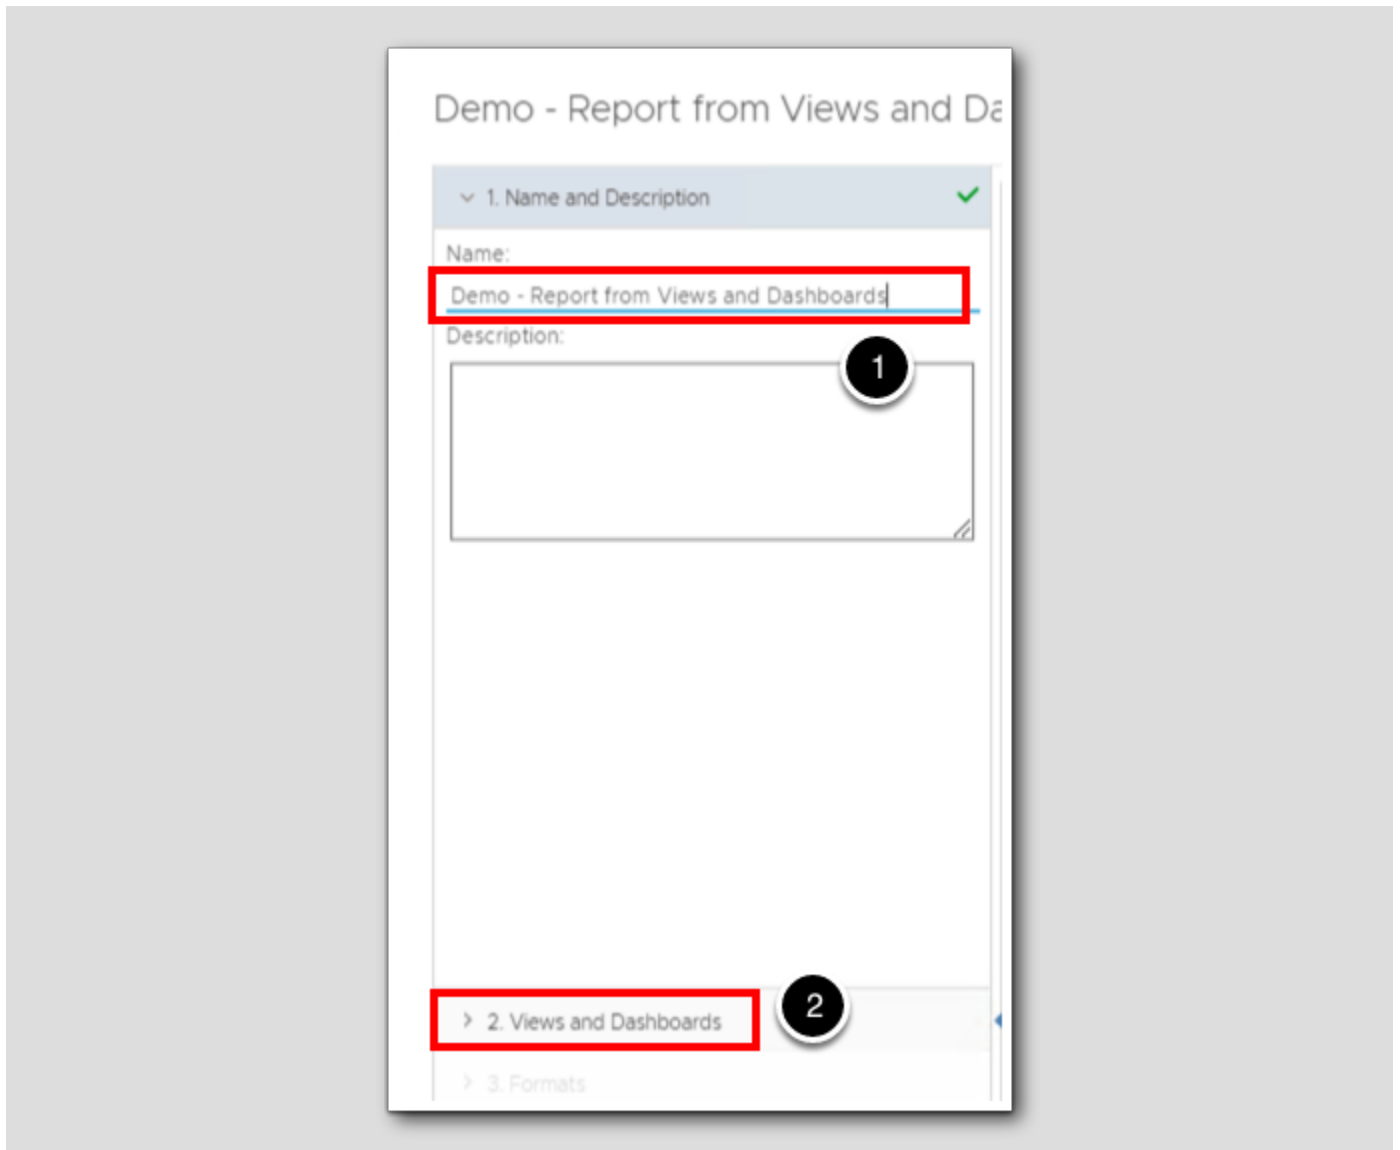 Demo - Report from Views and Da
1. Name and Description
Name:
Demo - Report from Views and Dashboards
Description:
1
2. Views and Dashboards
2
3. Formats